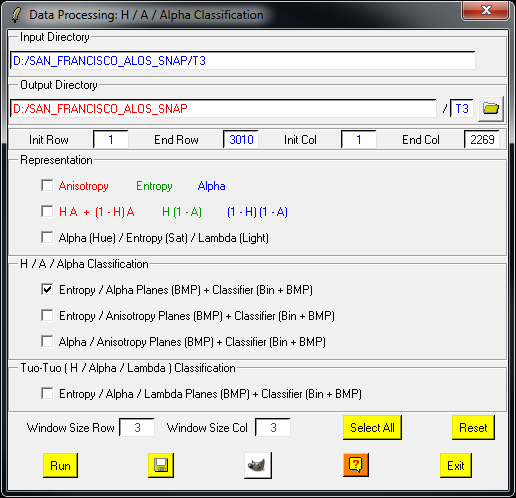 Data Processing: H / A / Alpha Classification
Input Directory
D:/SAN_FRANCISCO_ALOS_SNAP/T3
Output Directory
D:/SAN_FRANCISCO_ALOS_SNAP / T3
Init Row 1 End Row 3010 Init Col 1 End Col 2269
Representation
Anisotropy Entropy Alpha
H A + (1 - H) A H (1 - A) (1 - H) (1 - A)
Alpha (Hue) / Entropy (Sat) / Lambda (Light)
H / A / Alpha Classification
Entropy / Alpha Planes (BMP) + Classifier (Bin + BMP)
Entropy / Anisotropy Planes (BMP) + Classifier (Bin + BMP)
Alpha / Anisotropy Planes (BMP) + Classifier (Bin + BMP)
Tuo-Tuo ( H / Alpha / Lambda ) Classification
Entropy / Alpha / Lambda Planes (BMP) + Classifier (Bin + BMP)
Window Size Row 3 Window Size Col 3 Select All Reset
Run ? Exit